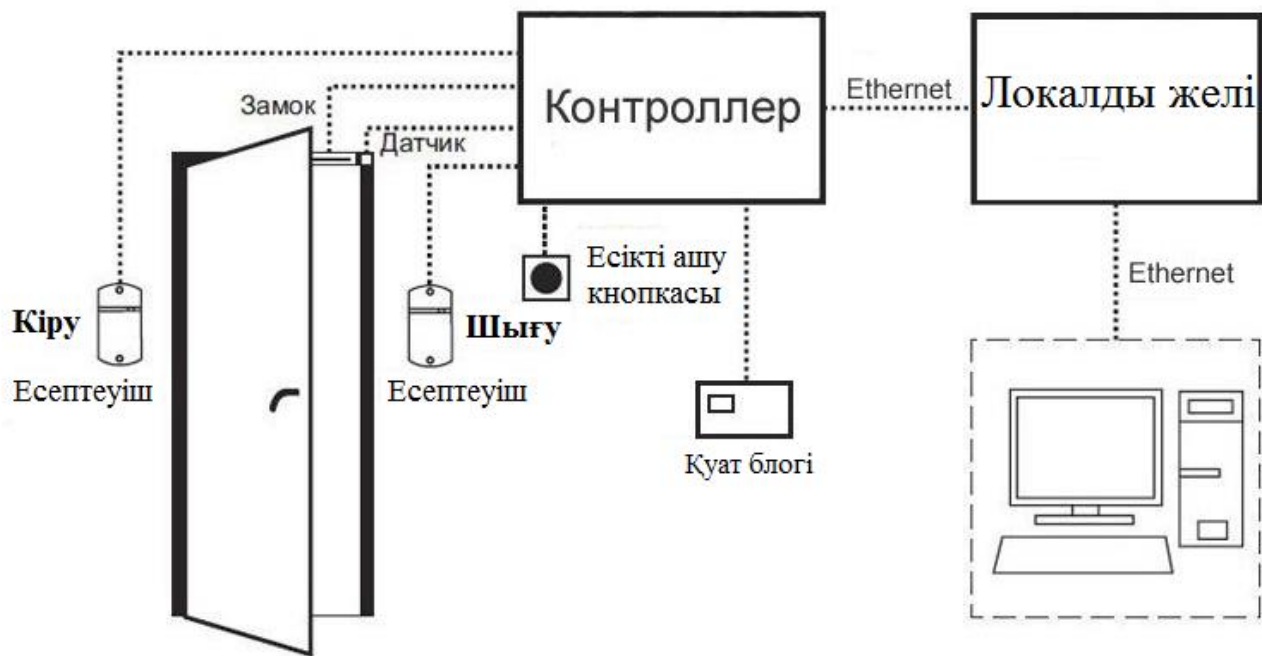 Замок
Датчик
Контроллер
Ethernet
Локалды желі
Кіру
Есептеуіш
Шығу
Есептеуіш
Есікті ашу
кнопкасы
Қуат блогі
Ethernet